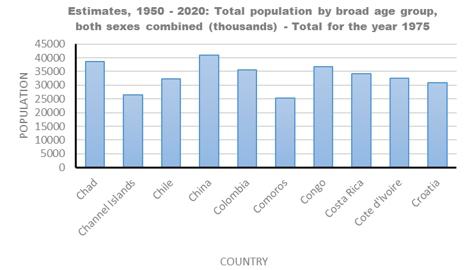 Estimates, 1950 - 2020: Total population by broad age group,
both sexes combined (thousands) - Total for the year 1975
POPULATION
45000
40000
35000
30000
25000
20000
15000
10000
5000
0
Chad
Channel Islands
Chile
China
Colombia
Comoros
Congo
Costa Rica
Cote d'Ivoire
Croatia
COUNTRY